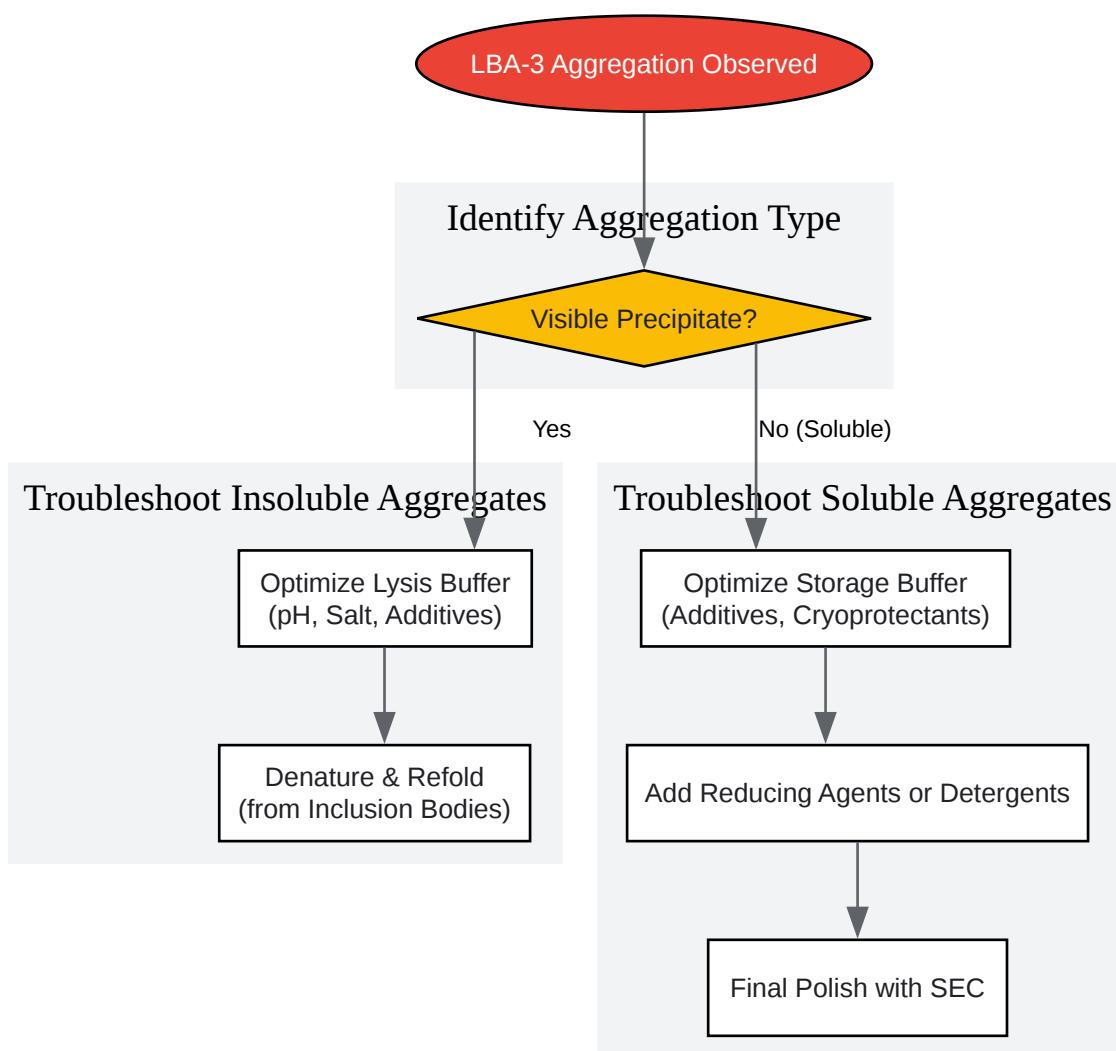 LBA-3 Aggregation Observed
Identify Aggregation Type
Visible Precipitate?
Yes
No (Soluble)
Troubleshoot Insoluble Aggregates
Optimize Lysis Buffer
(pH, Salt, Additives)
Denature & Refold
(from Inclusion Bodies)
Troubleshoot Soluble Aggregates
Optimize Storage Buffer
(Additives, Cryoprotectants)
Add Reducing Agents or Detergents
Final Polish with SEC